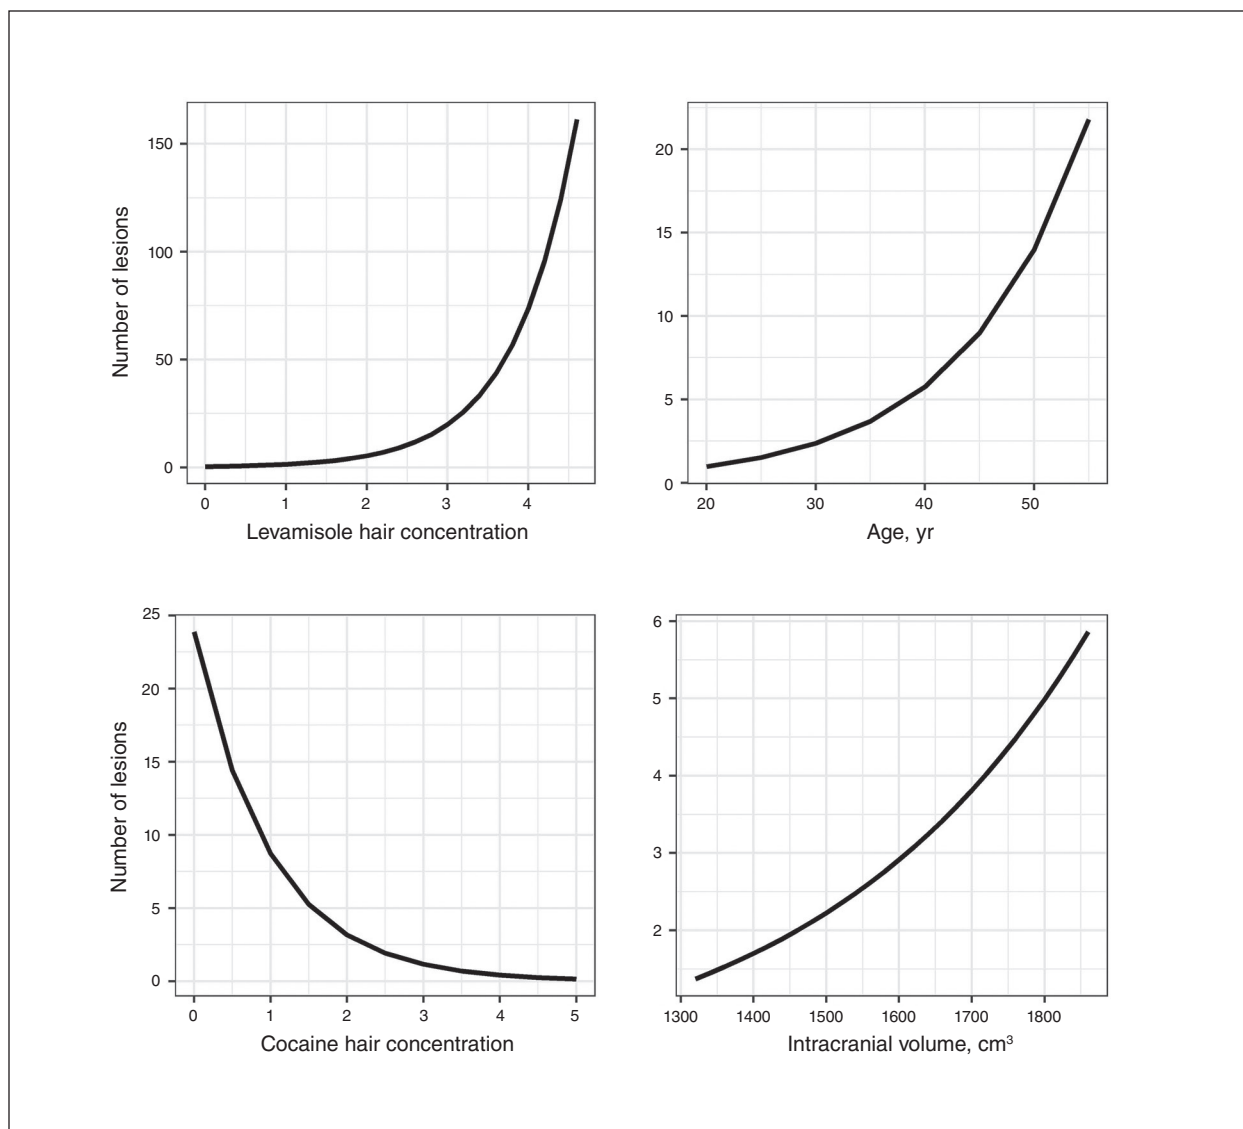 Number of lesions
150
100
50
0
0 1 2 3 4
Levamisole hair concentration
20
15
10
5
0
20 30 40 50
Age, yr
Number of lesions
25
20
15
10
5
0
0 1 2 3 4 5
Cocaine hair concentration
6
5
4
3
2
1300 1400 1500 1600 1700 1800
Intracranial volume, cm³